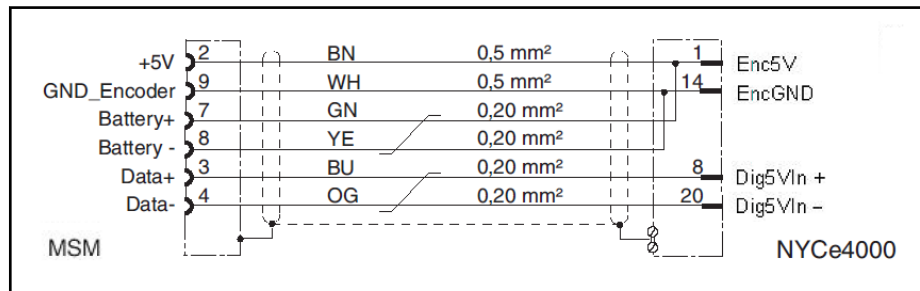 +5V 2 BN 0,5 mm² 1 Enc5V
GND_Encoder 9 WH 0,5 mm² 14 EncGND
Battery+ 7 GN 0,20 mm²
Battery - 8 YE 0,20 mm²
Data+ 3 BU 0,20 mm² 8 Dig5VIn +
Data- 4 OG 0,20 mm² 20 Dig5VIn –
MSM NYCe4000